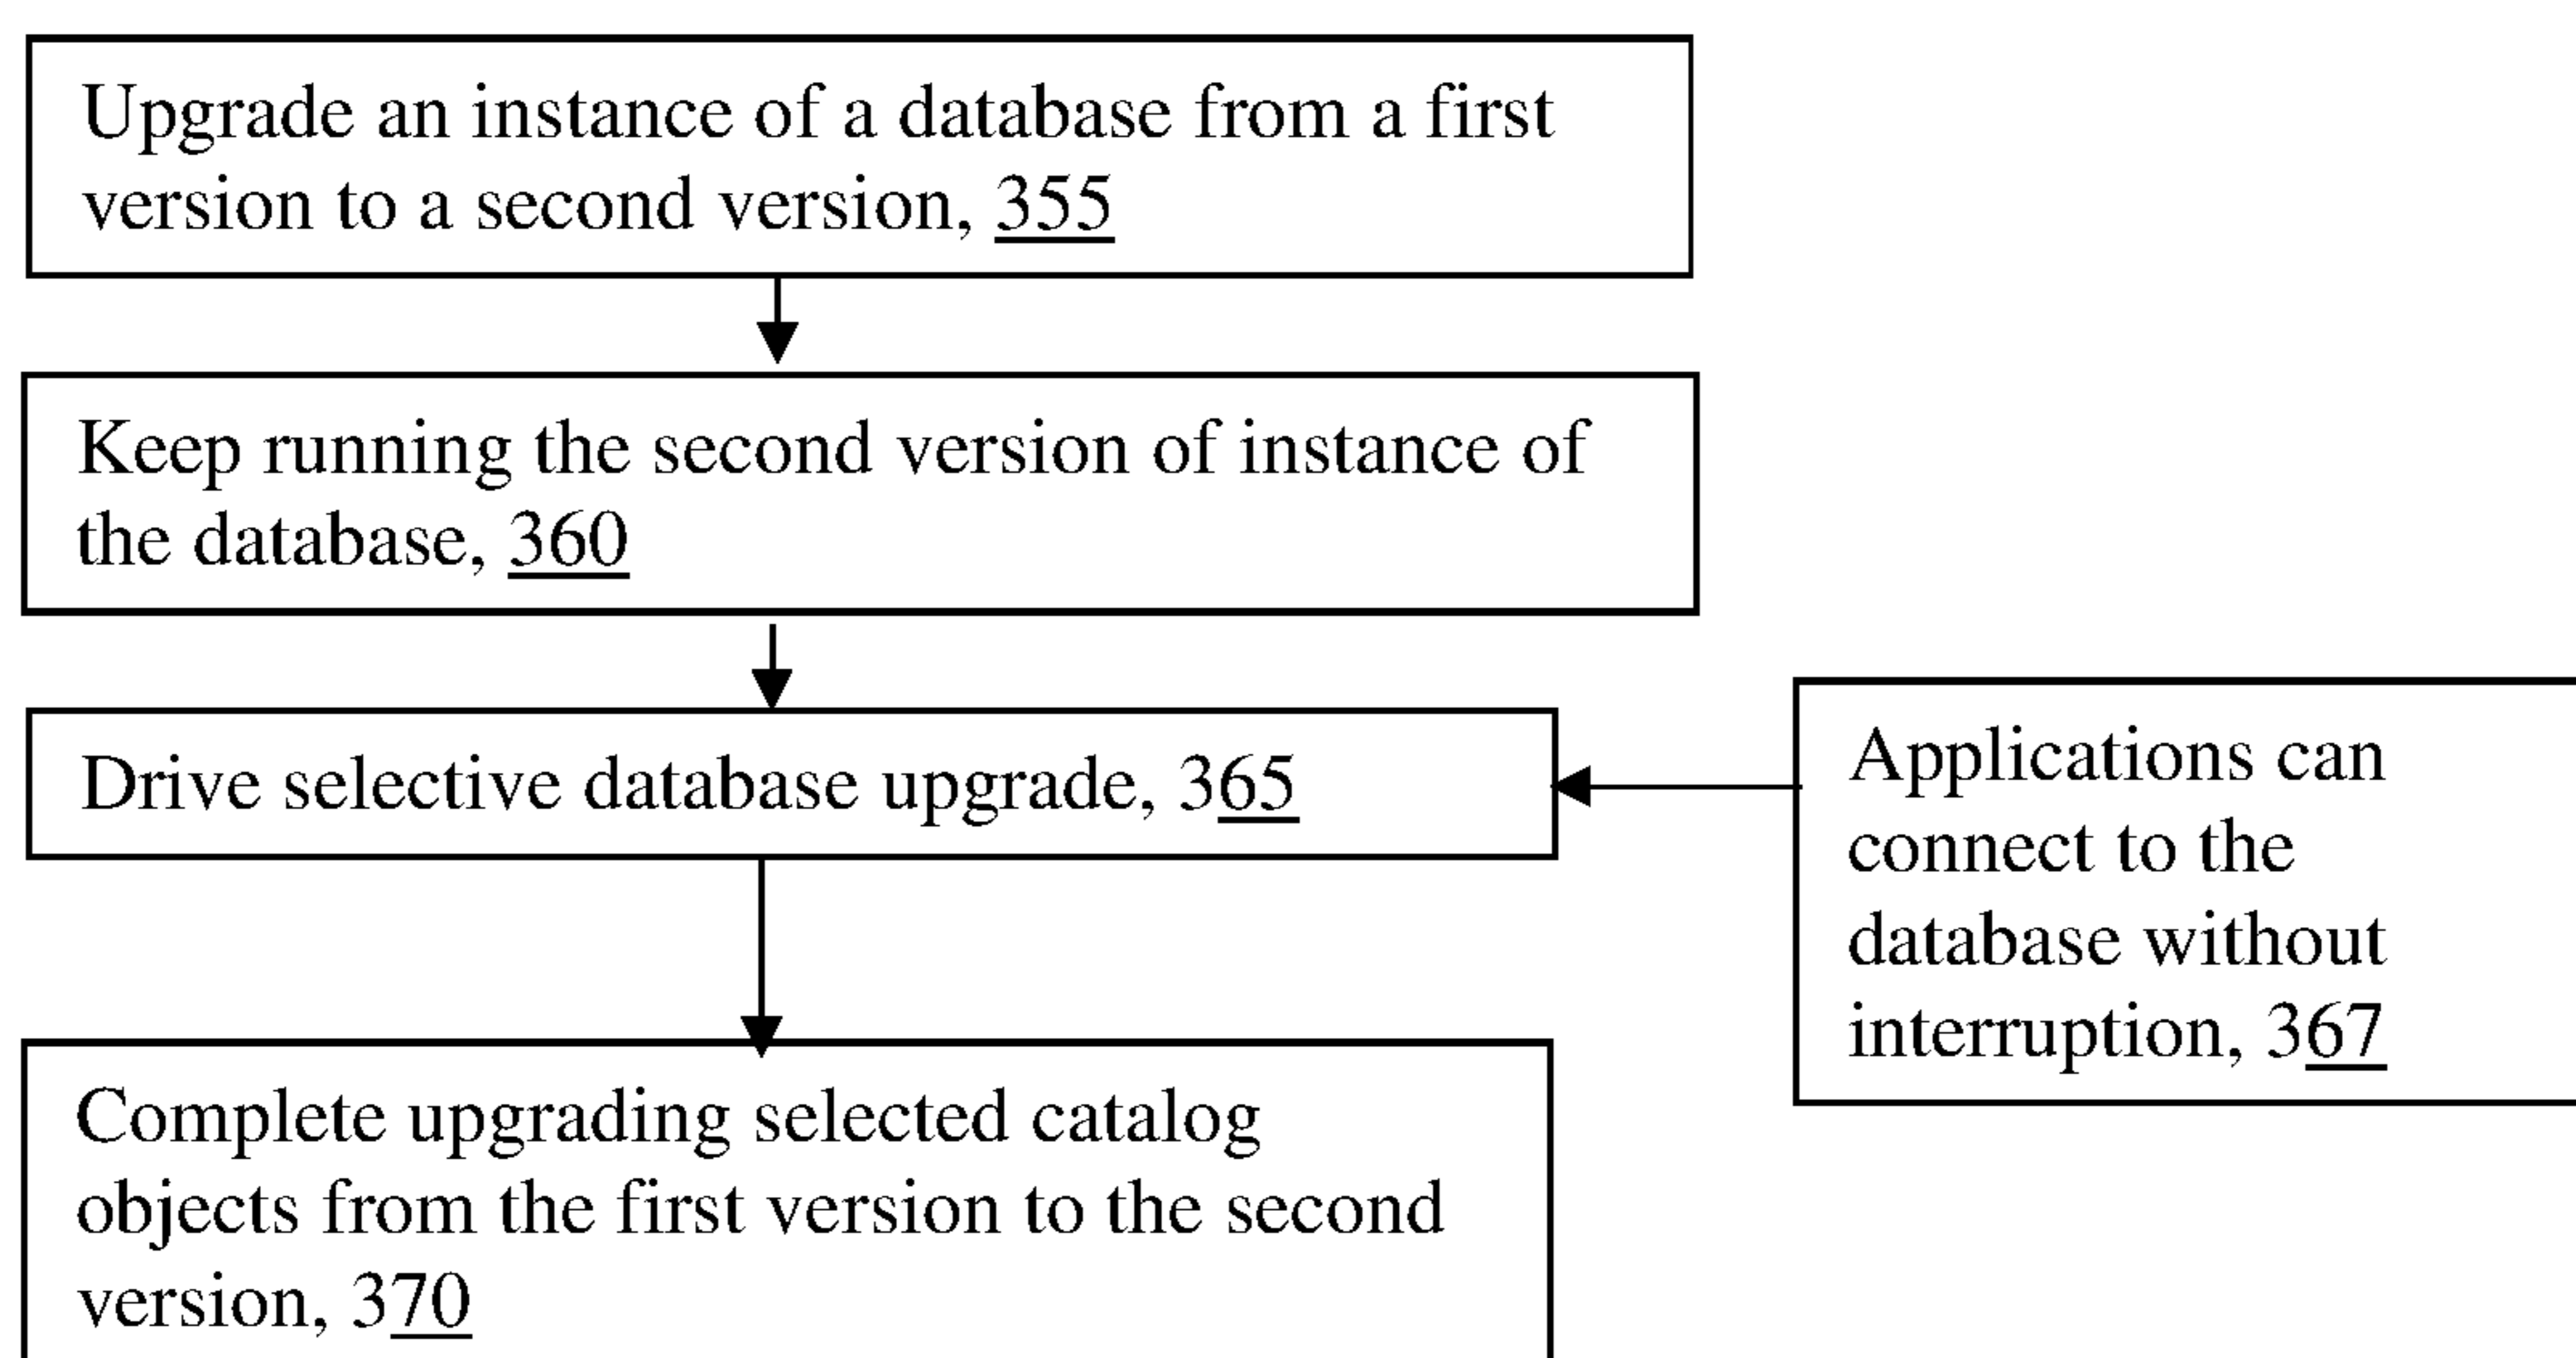 Upgrade an instance of a database from a first
version to a second version, 355
Keep running the second version of instance of
the database, 360
Drive selective database upgrade, 365
Applications can
connect to the
database without
interruption, 367
Complete upgrading selected catalog
objects from the first version to the second
version, 370